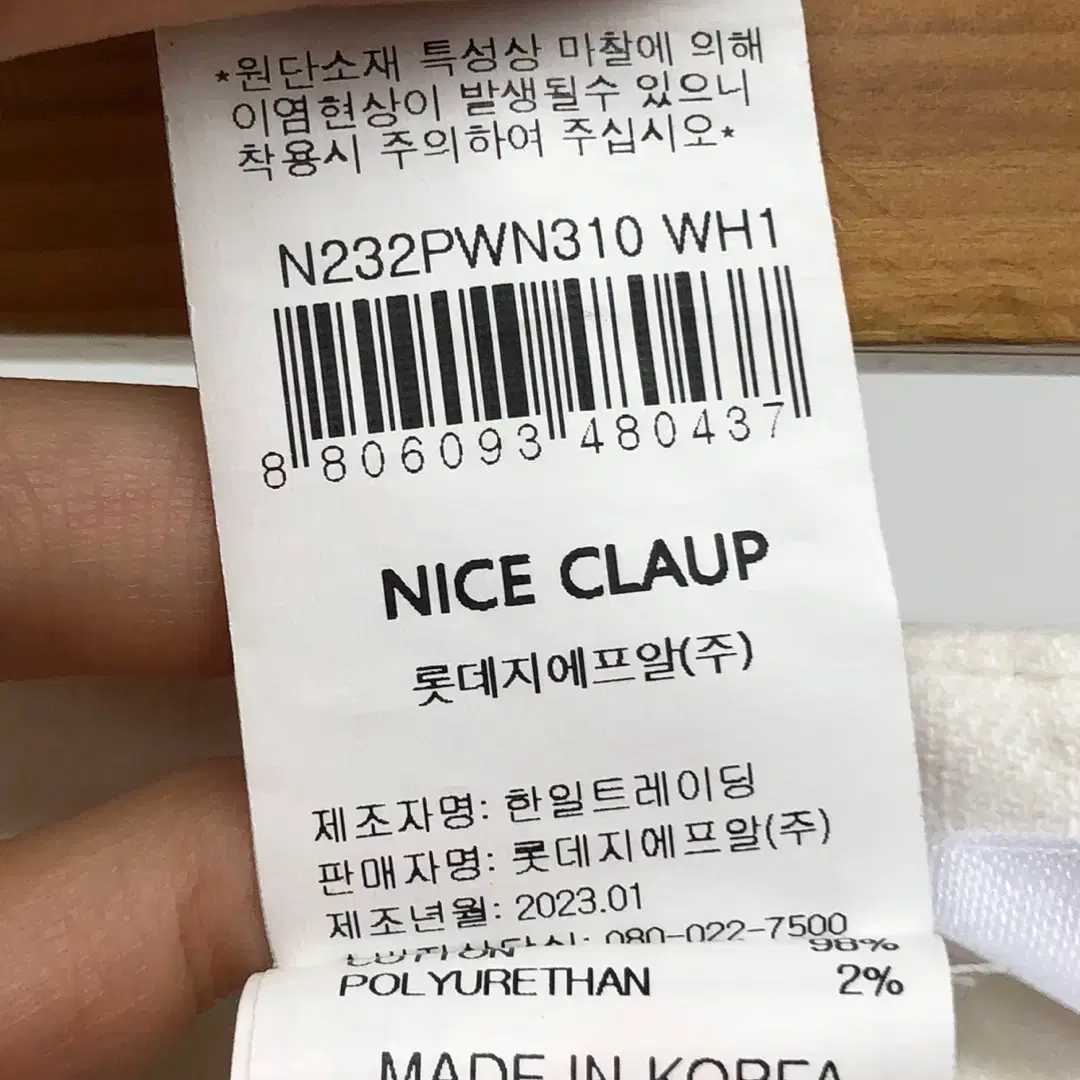 *원단소재 특성상 마찰에 의해
이염현상이 발생될수 있으니
착용시 주의하여 주십시오*
N232PWN310 WH1
8 806093 480437
NICE CLAUP
롯데지에프알(주)
제조자명: 한일트레이딩
판매자명: 롯데지에프알(주)
제조년월: 2023.01
: 080-022-7500
98%
POLYURETHAN 2%
MADE IN KOREA